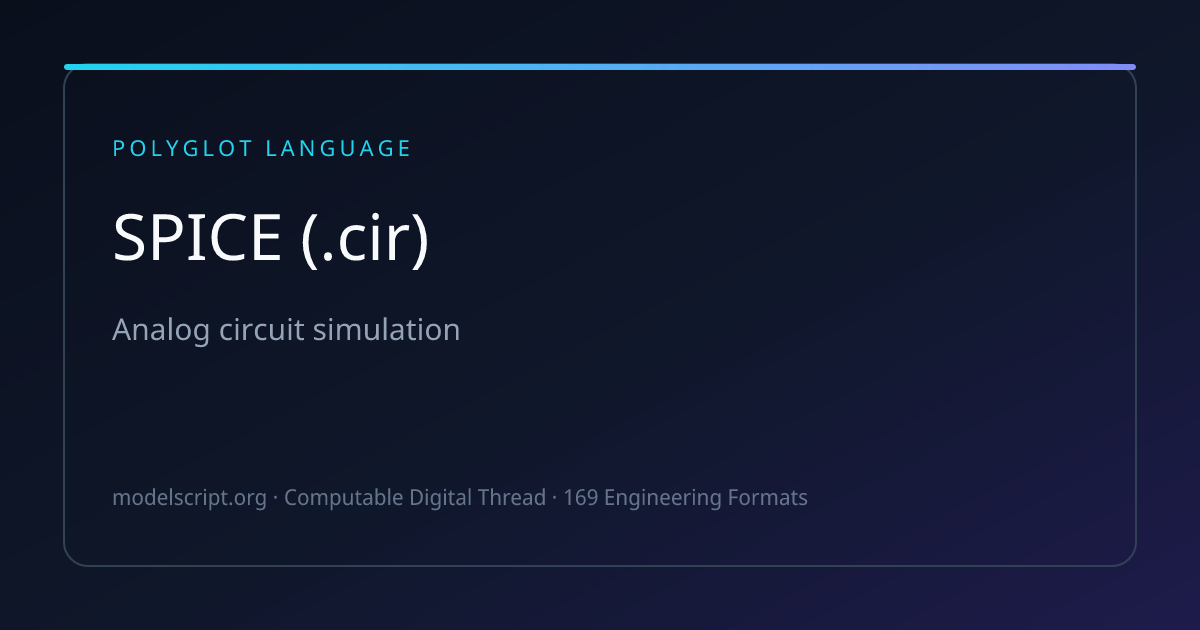 POLYGLOT LANGUAGE
SPICE (.cir)
Analog circuit simulation
modelscript.org · Computable Digital Thread · 169 Engineering Formats